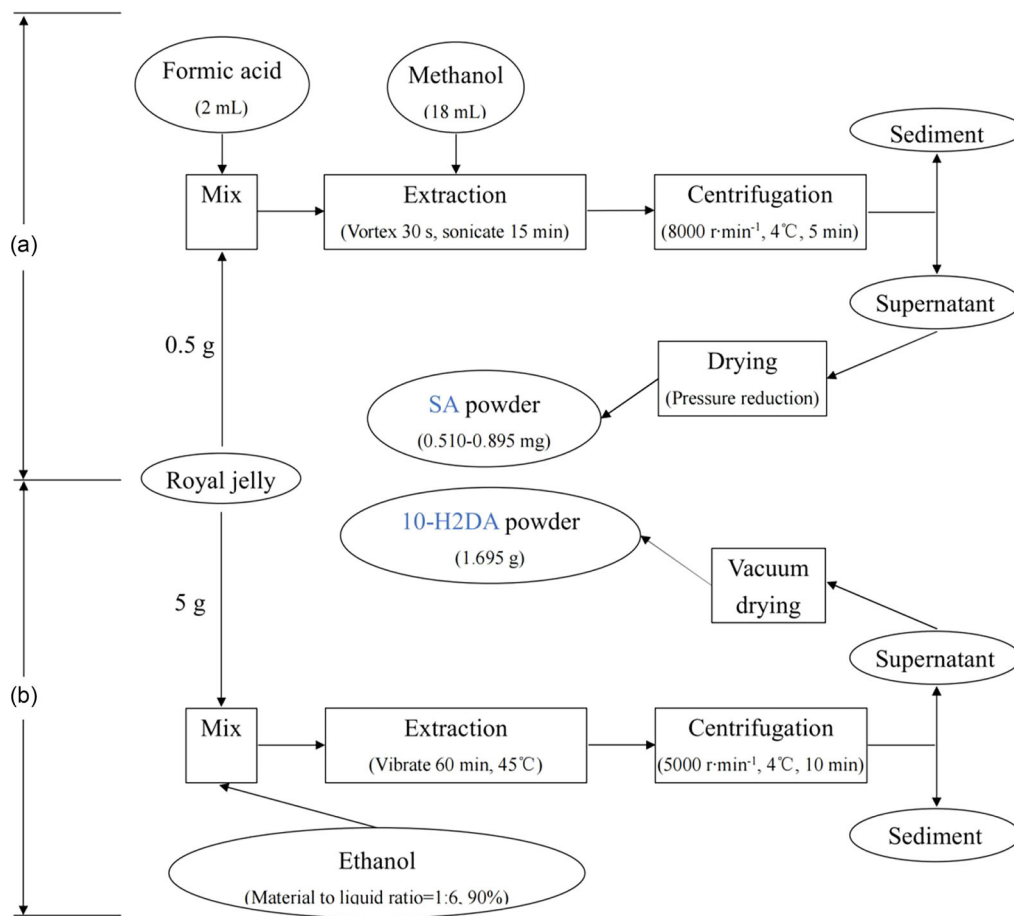 Formic acid
(2 mL)
Methanol
(18 mL)
Sediment
Mix
Extraction
(Vortex 30 s, sonicate 15 min)
Centrifugation
(8000 r·min⁻¹, 4℃, 5 min)
(a)
Supernatant
0.5 g
Drying
(Pressure reduction)
SA powder
(0.510-0.895 mg)
Royal jelly
10-H2DA powder
(1.695 g)
Vacuum
drying
5 g
Supernatant
(b)
Mix
Extraction
(Vibrate 60 min, 45℃)
Centrifugation
(5000 r·min⁻¹, 4℃, 10 min)
Sediment
Ethanol
(Material to liquid ratio=1:6, 90%)